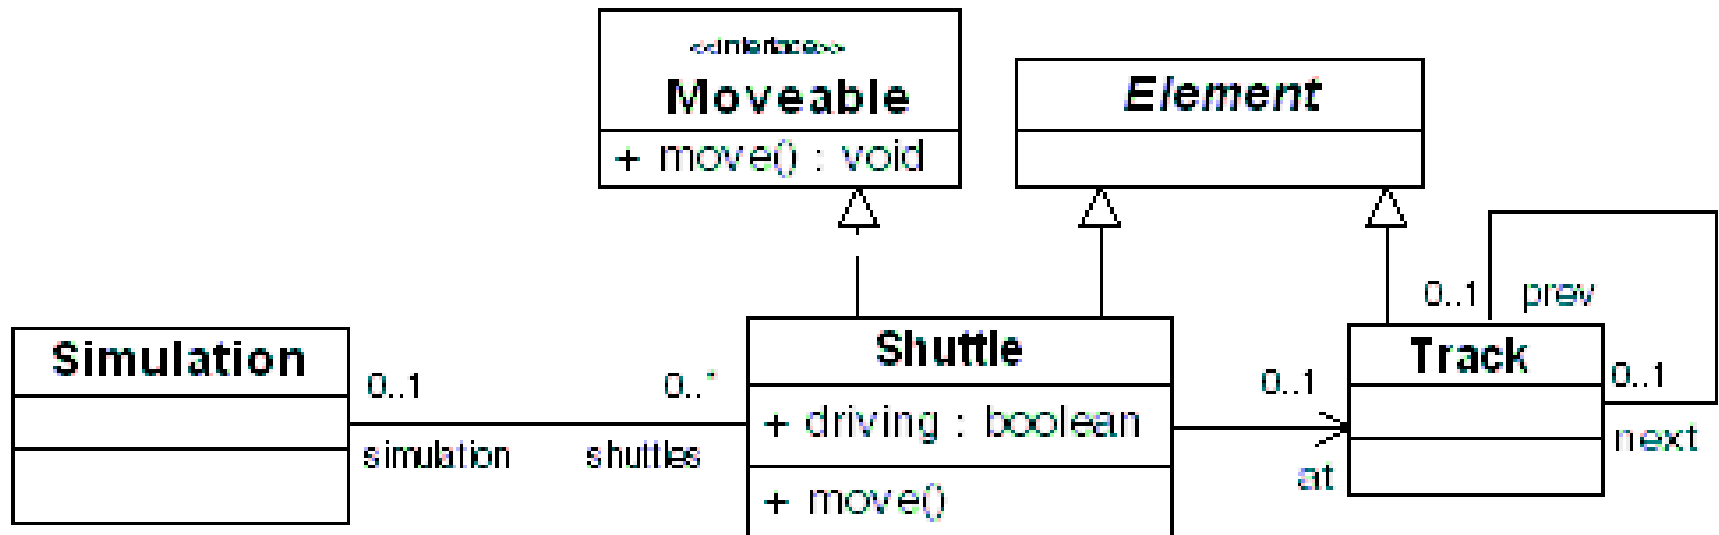 <<interface>>
Moveable
+ move() : void
Element
0..1
prev
Simulation
0..1
simulation
0..*
shuttles
Shuttle
+ driving : boolean
+ move()
0..1
at
Track
0..1
next